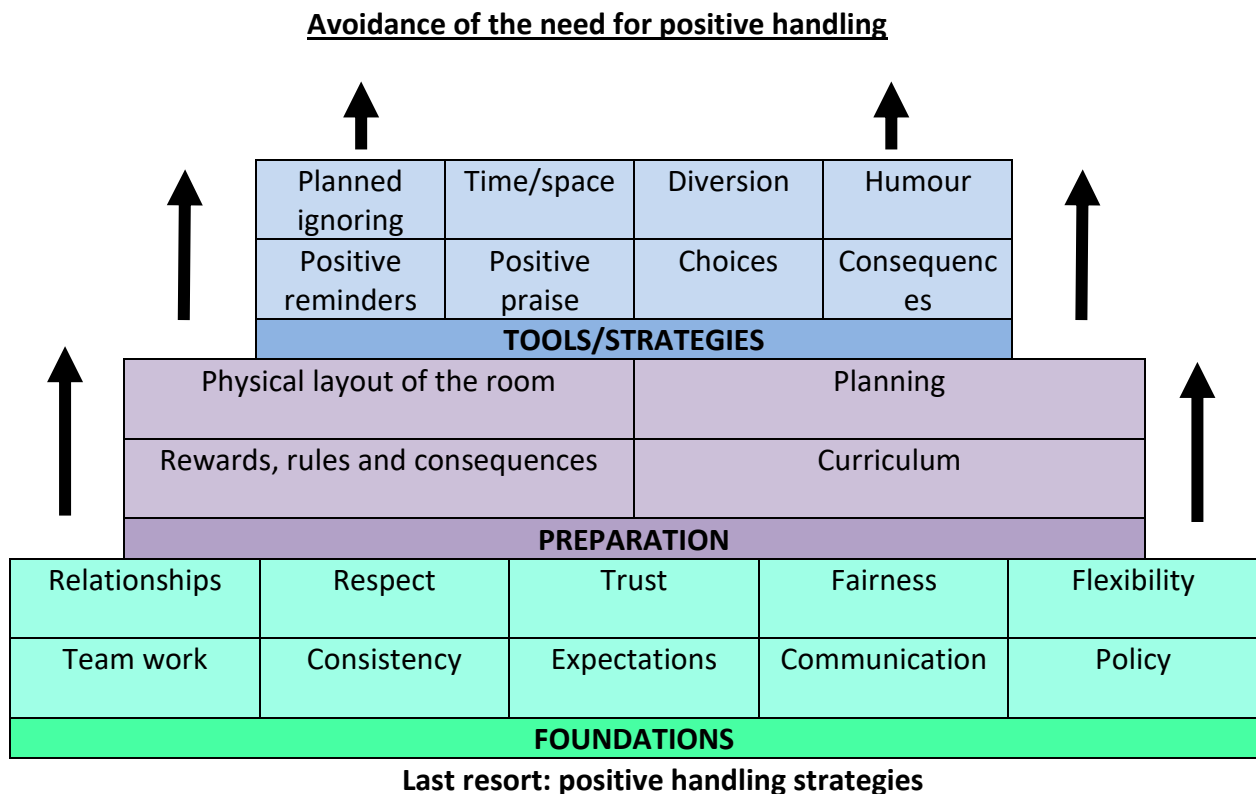 Avoidance of the need for positive handling
Planned ignoring Time/space Diversion Humour
Positive reminders Positive praise Choices Consequences
TOOLS/STRATEGIES
Physical layout of the room Planning
Rewards, rules and consequences Curriculum
PREPARATION
Relationships Respect Trust Fairness Flexibility
Team work Consistency Expectations Communication Policy
FOUNDATIONS
Last resort: positive handling strategies